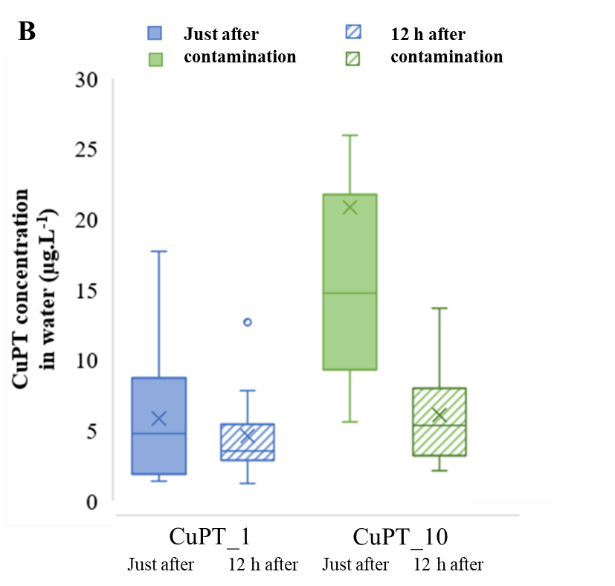 B
Just after
contamination
12 h after
contamination
CuPT concentration
in water (µg.L-1)
30
25
20
15
10
5
0
CuPT_1
CuPT_10
Just after
12 h after
Just after
12 h after